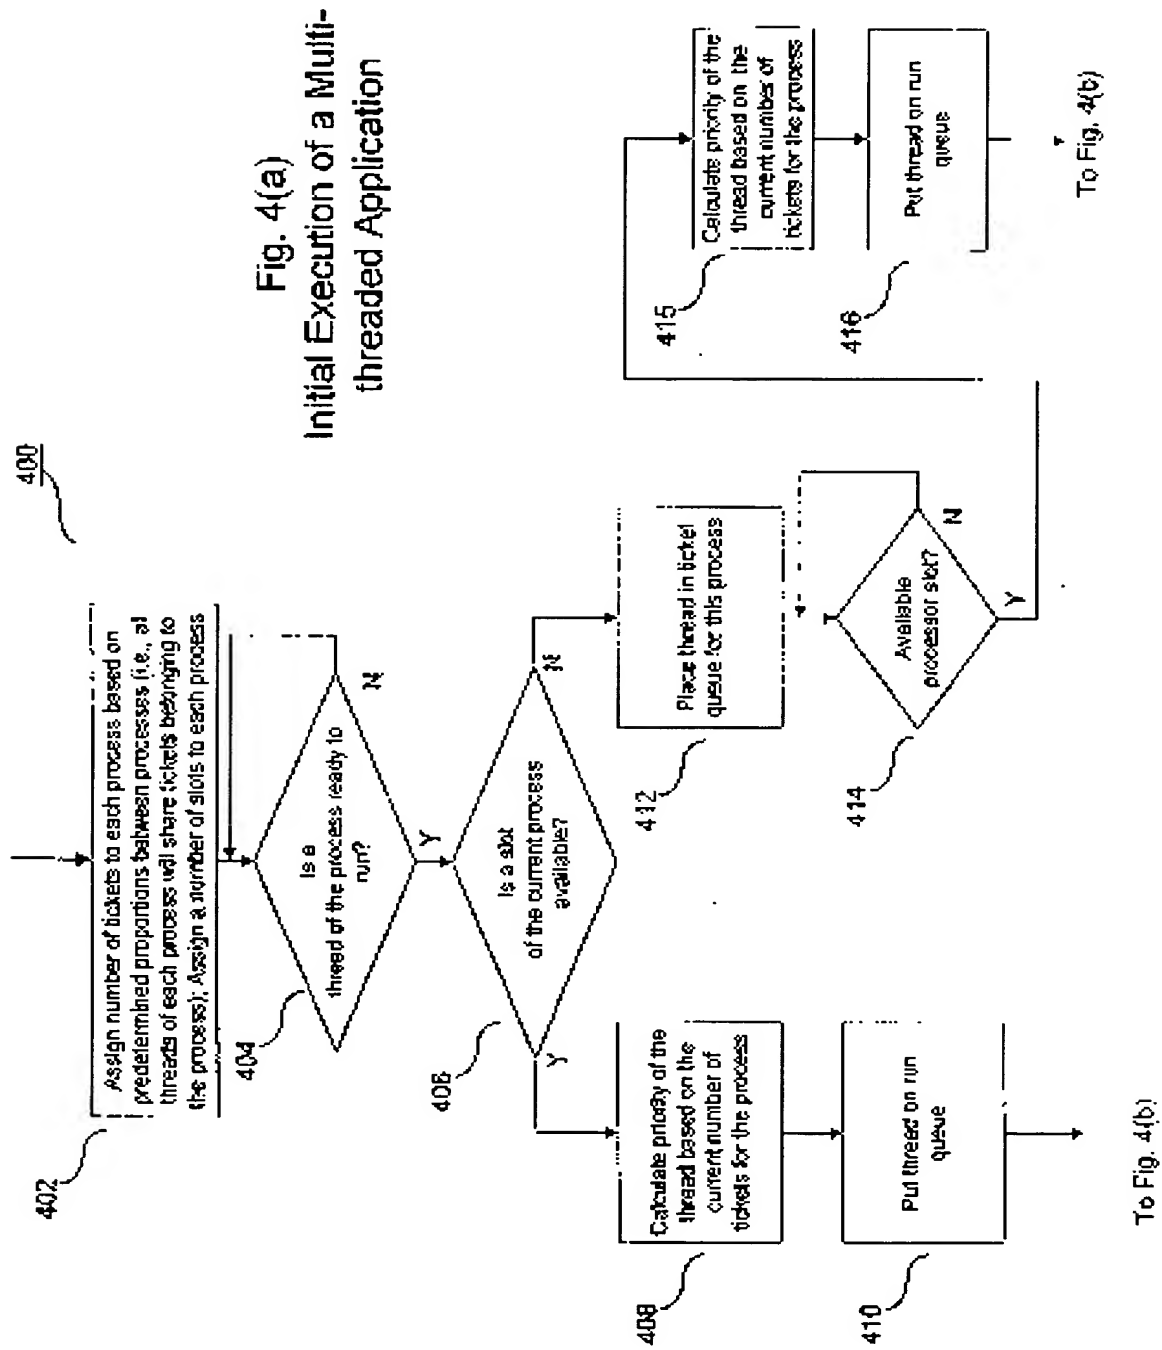 400
Fig. 4(a)
Initial Execution of a Multi-
threaded Application
402
Assign number of tickets to each process based on
predetermined proportions between processes (i.e., all
threads of each process will share tickets belonging to
the process); Assign a number of slots to each process
404
Is a
thread of the process ready to
run?
N
Y
406
Is a slot
of the current process
available?
Y
N
408
Calculate priority of the
thread based on the
current number of
tickets for the process
410
Put thread on run
queue
To Fig. 4(b)
412
Place thread in ticket
queue for this process
414
Available
processor slot?
N
Y
415
Calculate priority of the
thread based on the
current number of
tickets for the process
416
Put thread on run
queue
To Fig. 4(b)